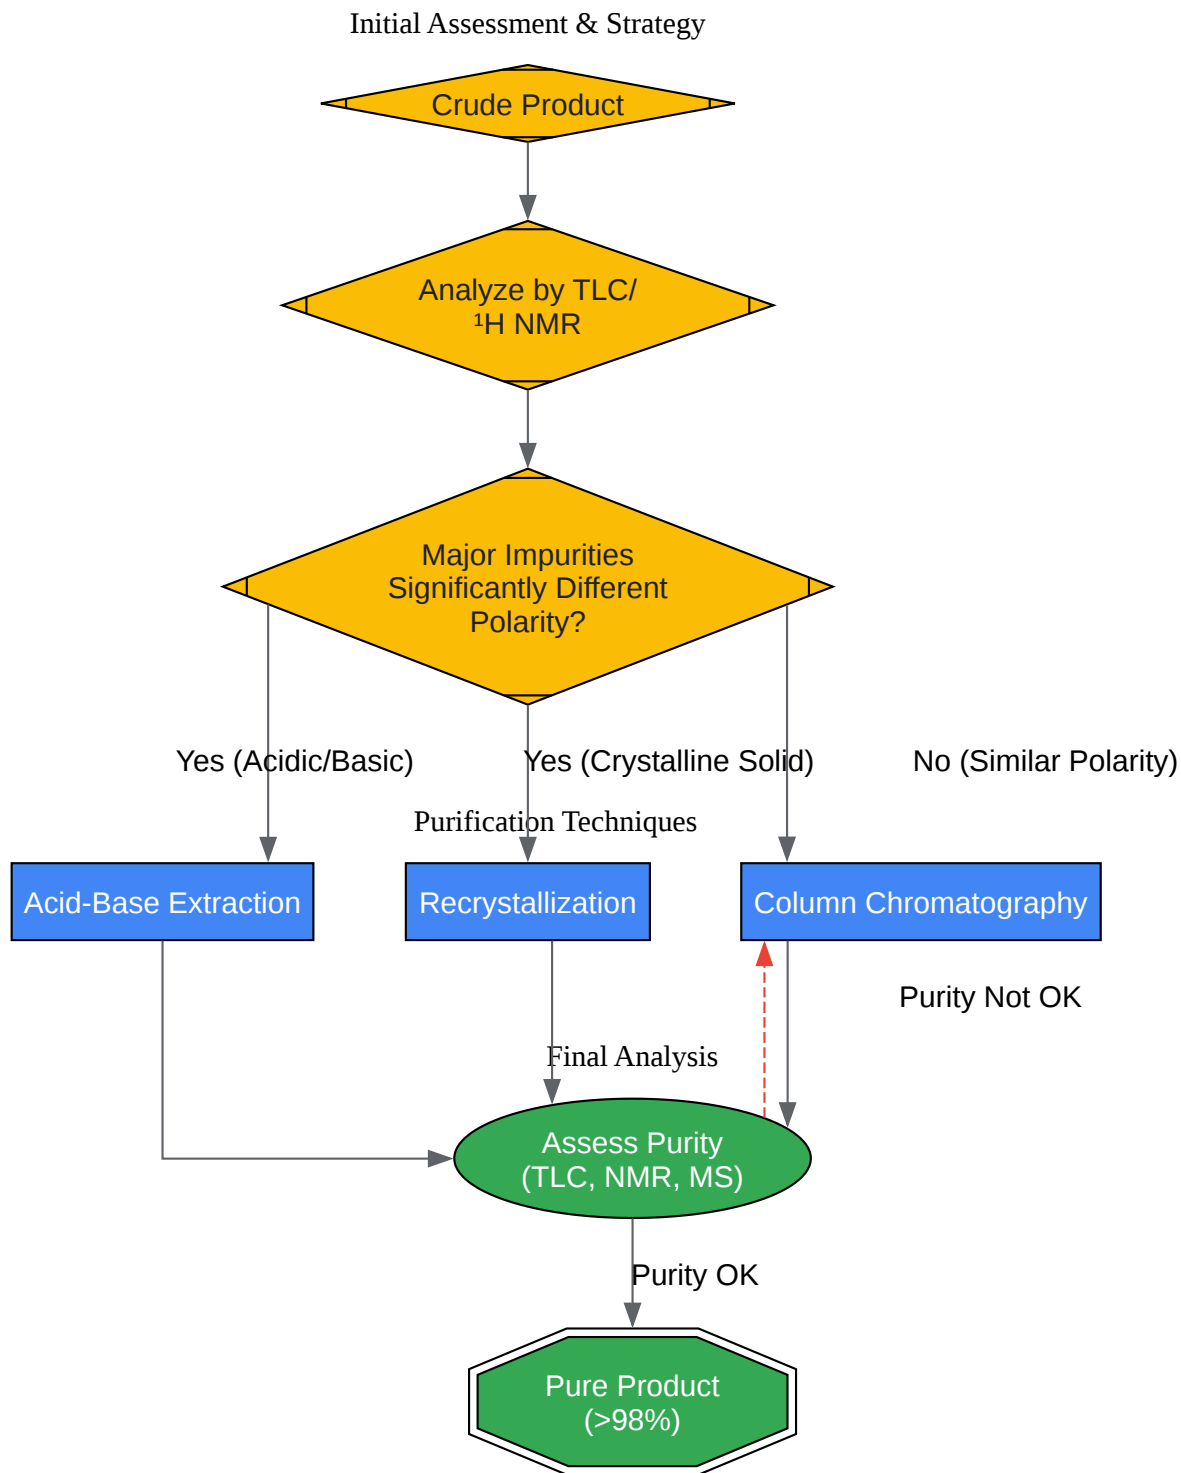 Initial Assessment & Strategy
Crude Product
Analyze by TLC/
¹H NMR
Major Impurities
Significantly Different
Polarity?
Yes (Acidic/Basic)
Yes (Crystalline Solid)
No (Similar Polarity)
Purification Techniques
Acid-Base Extraction
Recrystallization
Column Chromatography
Purity Not OK
Final Analysis
Assess Purity
(TLC, NMR, MS)
Purity OK
Pure Product
(>98%)